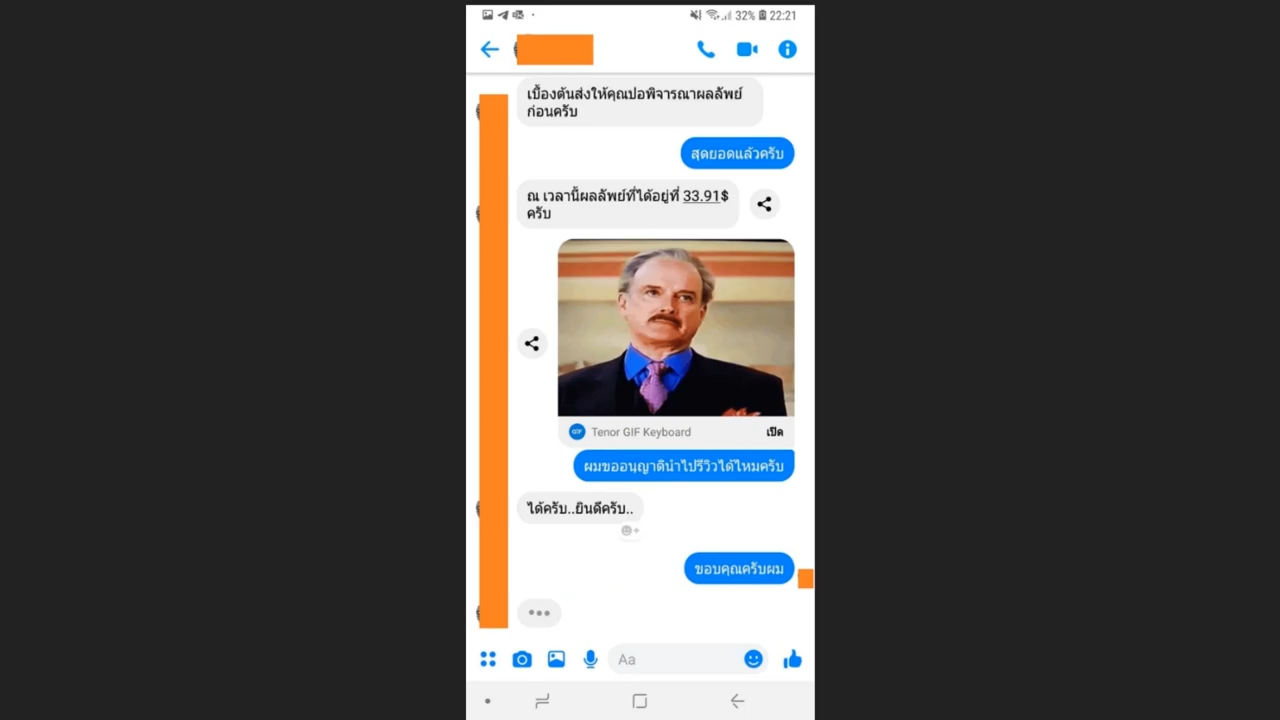 32% 22:21
เบื้องต้นส่งให้คุณปอพิจารณาผลลัพย์
ก่อนครับ
สุดยอดแล้วครับ
ณ เวลานี้ผลลัพย์ที่ได้อยู่ที่ 33.91$
ครับ
GIF Tenor GIF Keyboard เปิด
ผมขออนุญาตินำไปรีวิวได้ไหมครับ
ได้ครับ..ยินดีครับ..
ขอบคุณครับผม
Aa